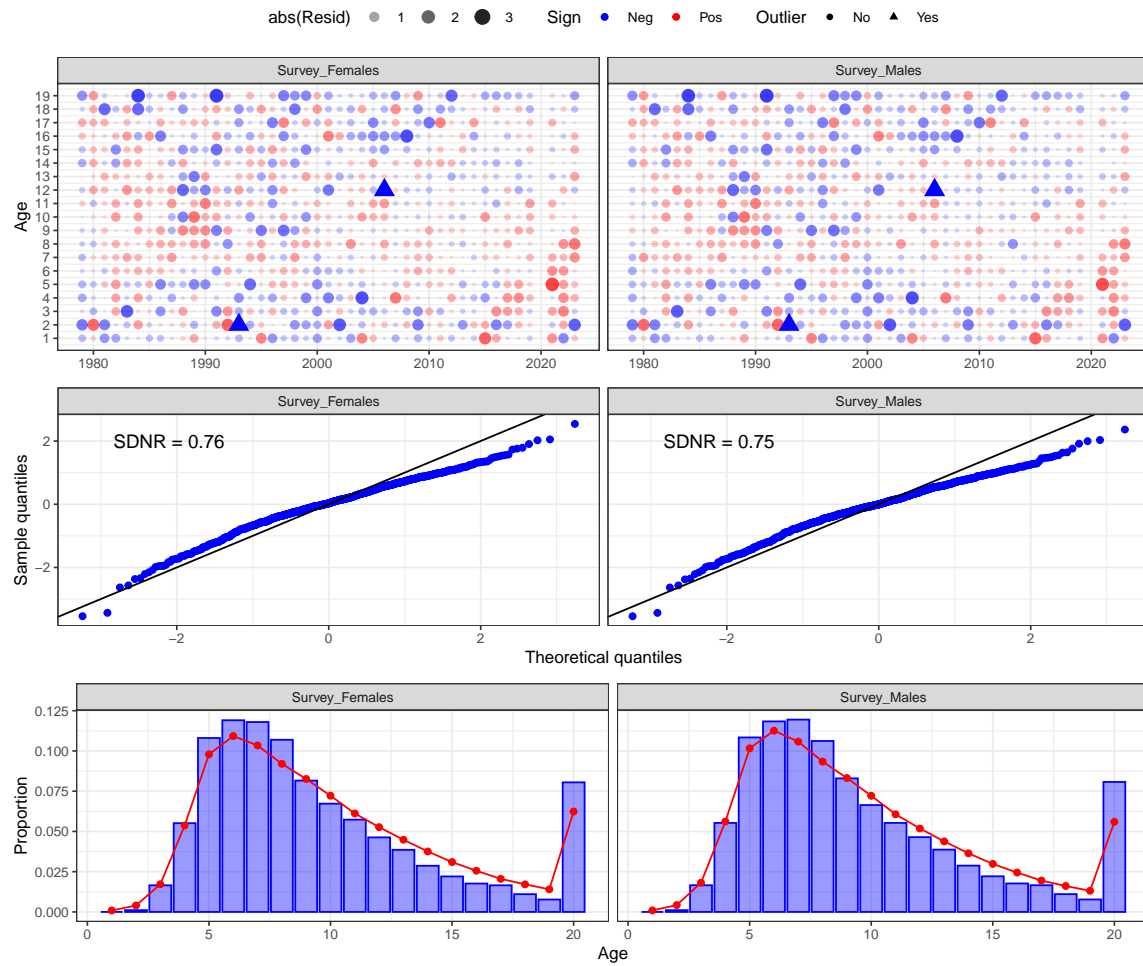 abs(Resid) 1 2 3 Sign Neg Pos Outlier No Yes
Survey_Females Survey_Males
Age
19
18
17
16
15
14
13
12
11
10
9
8
7
6
5
4
3
2
1
1980 1990 2000 2010 2020 1980 1990 2000 2010 2020
Survey_Females Survey_Males
Sample quantiles
SDNR = 0.76 SDNR = 0.75
2
0
−2
−2 0 2 −2 0 2
Theoretical quantiles
Survey_Females Survey_Males
Proportion
0.125
0.100
0.075
0.050
0.025
0.000
0 5 10 15 20 0 5 10 15 20
Age